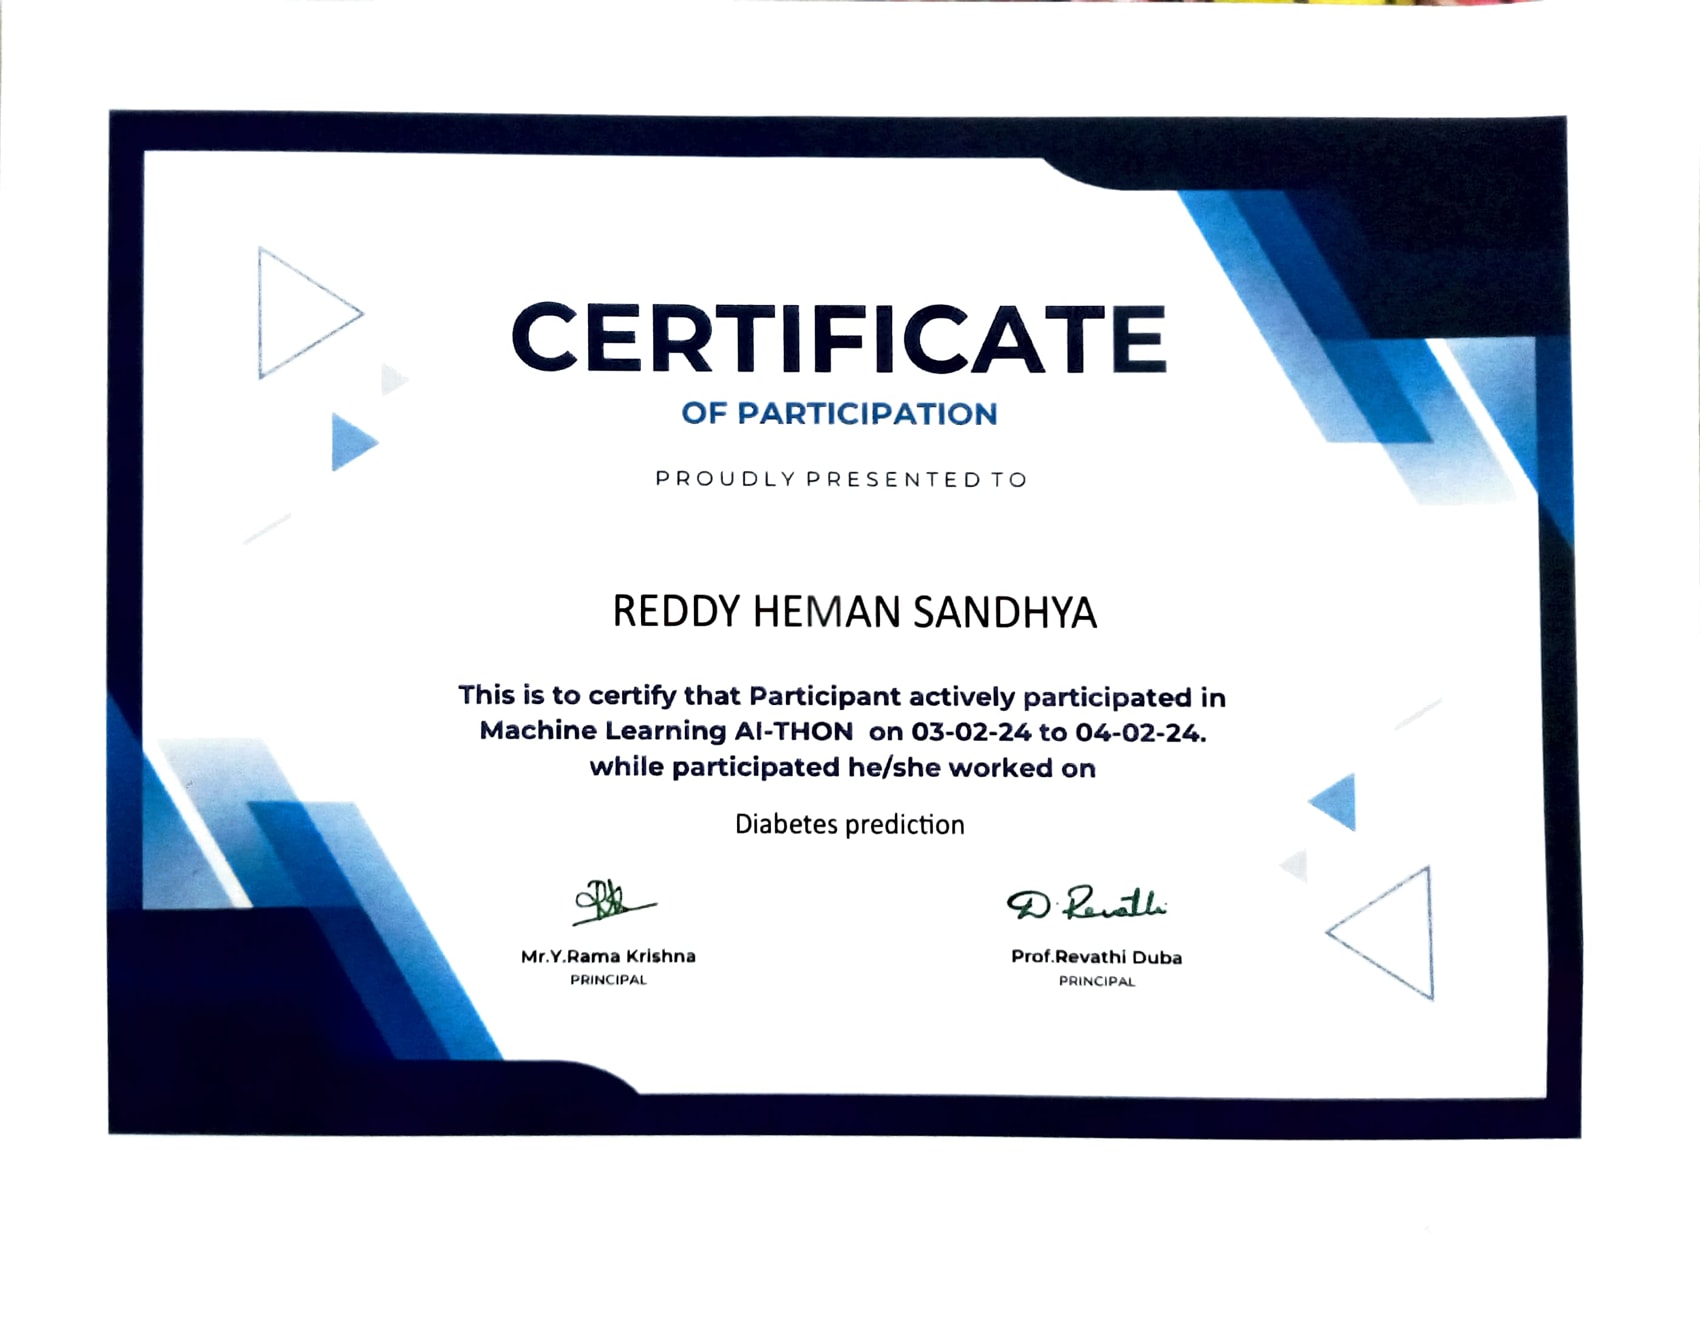 CERTIFICATE
OF PARTICIPATION
PROUDLY PRESENTED TO
REDDY HEMAN SANDHYA
This is to certify that Participant actively participated in
Machine Learning AI-THON on 03-02-24 to 04-02-24.
while participated he/she worked on
Diabetes prediction
D. Revathi
Mr.Y.Rama Krishna
Prof.Revathi Duba
PRINCIPAL
PRINCIPAL